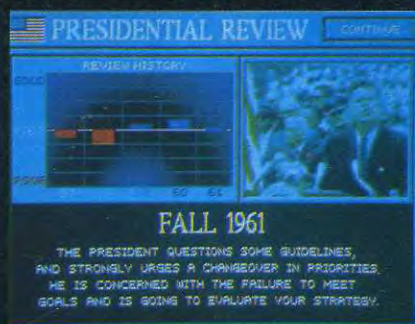 PRESIDENTIAL REVIEW
CONTINUE
REVIEW HISTORY
GOOD
POOR
60 61
FALL 1961
THE PRESIDENT QUESTIONS SOME GUIDELINES,
AND STRONGLY URGES A CHANGEOVER IN PRIORITIES.
HE IS CONCERNED WITH THE FAILURE TO MEET
GOALS AND IS GOING TO EVALUATE YOUR STRATEGY.